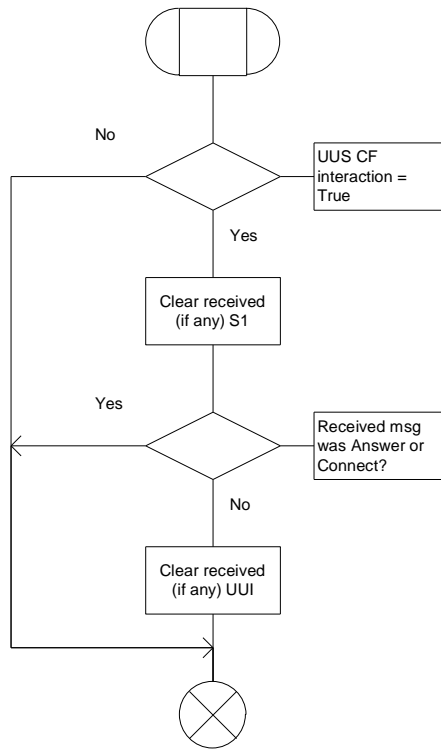 No
UUS CF
interaction =
True
Yes
Clear received
(if any) S1
Yes
Received msg
was Answer or
Connect?
No
Clear received
(if any) UUI